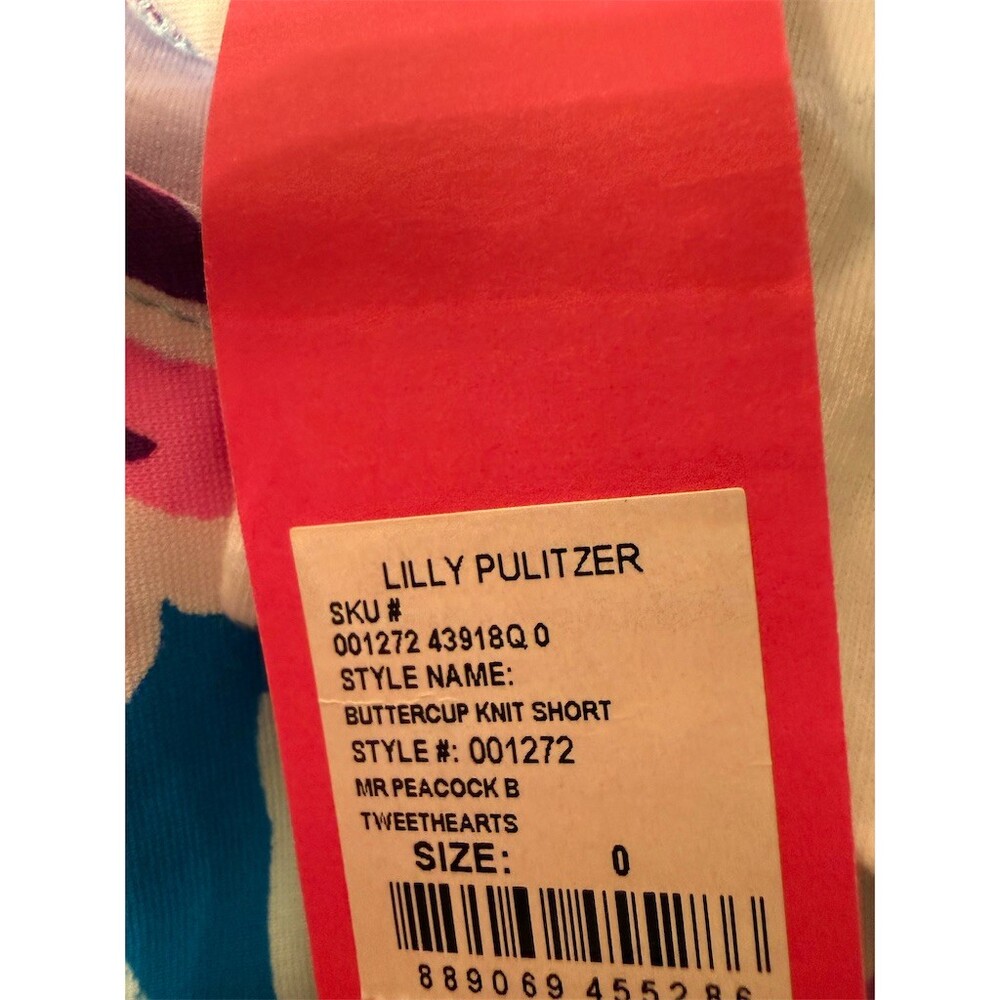 LILLY PULITZER
SKU #
001272 43918Q 0
STYLE NAME:
BUTTERCUP KNIT SHORT
STYLE #: 001272
MR PEACOCK B
TWEETHEARTS
SIZE: 0
889069 455286